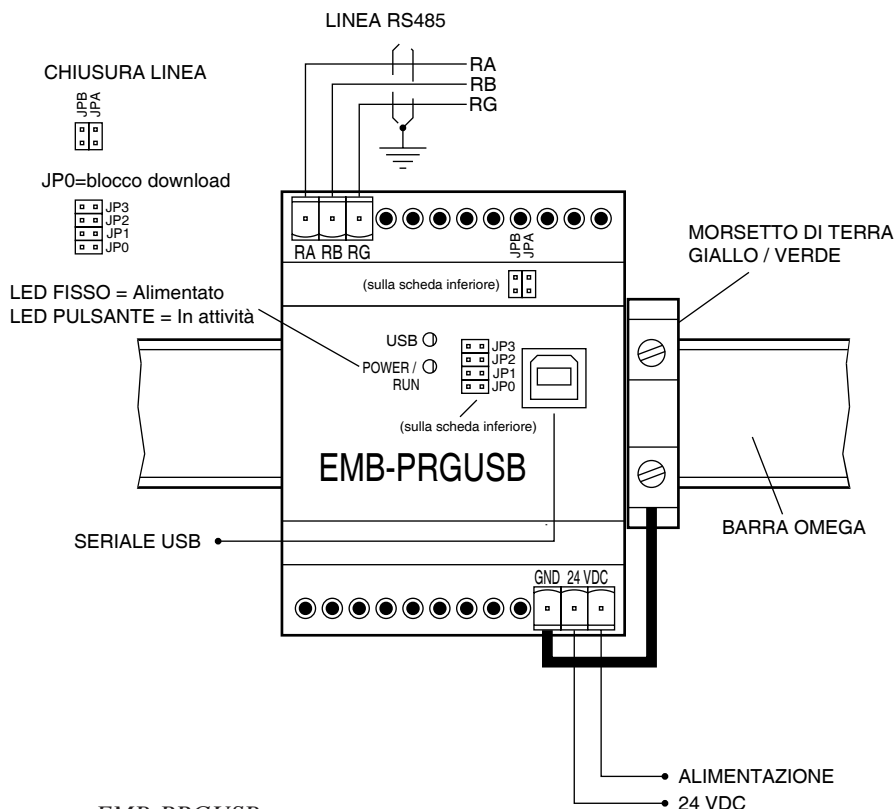 LINEA RS485
RA
RB
RG
CHIUSURA LINEA
JPB
JPA
JP0=blocco download
JP3
JP2
JP1
JP0
RA RB RG
JPB
JPA
(sulla scheda inferiore)
MORSETTO DI TERRA
GIALLO / VERDE
LED FISSO = Alimentato
LED PULSANTE = In attività
USB
POWER /
RUN
JP3
JP2
JP1
JP0
(sulla scheda inferiore)
EMB-PRGUSB
SERIALE USB
BARRA OMEGA
GND 24 VDC
ALIMENTAZIONE
24 VDC
EMB-PRGUSB